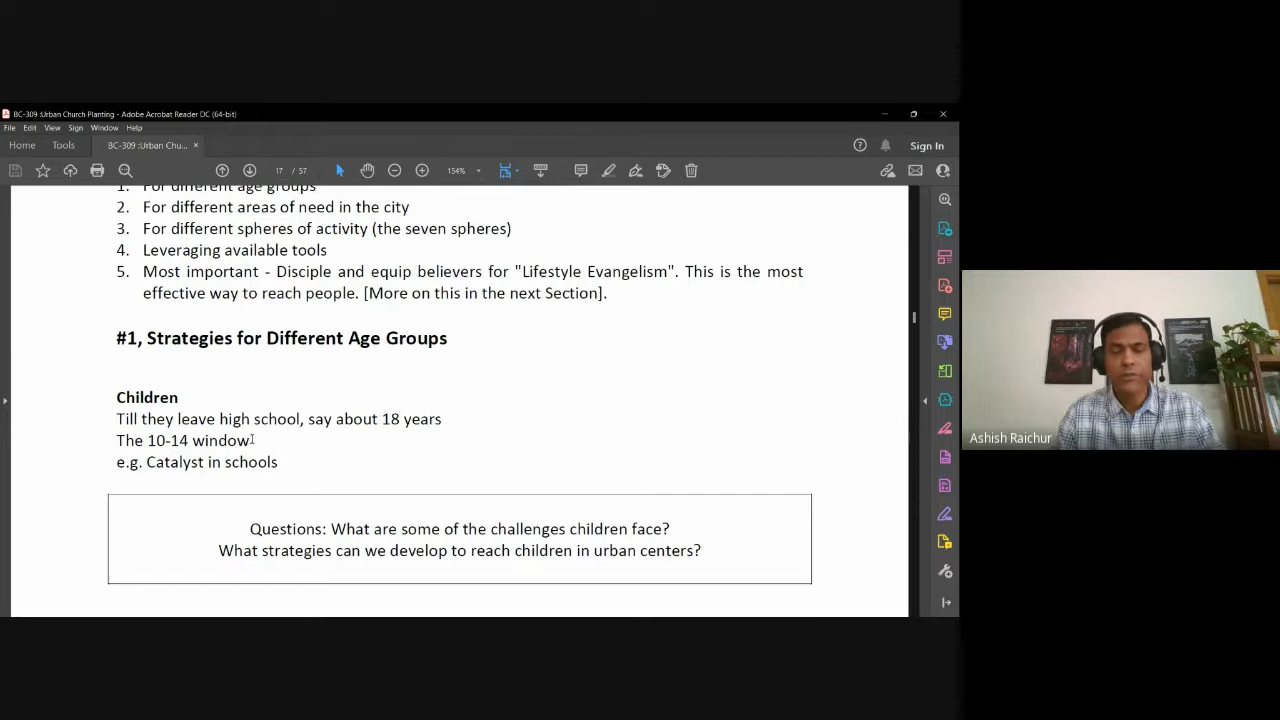 BC-309 :Urban Church Planting - Adobe Acrobat Reader DC (64-bit)
File Edit View Sign Window Help
Home Tools BC-309 :Urban Chu... × Sign In
17 / 57 154%
1. For different age groups
2. For different areas of need in the city
3. For different spheres of activity (the seven spheres)
4. Leveraging available tools
5. Most important - Disciple and equip believers for "Lifestyle Evangelism". This is the most
effective way to reach people. [More on this in the next Section].
#1, Strategies for Different Age Groups
Children
Till they leave high school, say about 18 years
The 10-14 window
e.g. Catalyst in schools
Questions: What are some of the challenges children face?
What strategies can we develop to reach children in urban centers?
Ashish Raichur